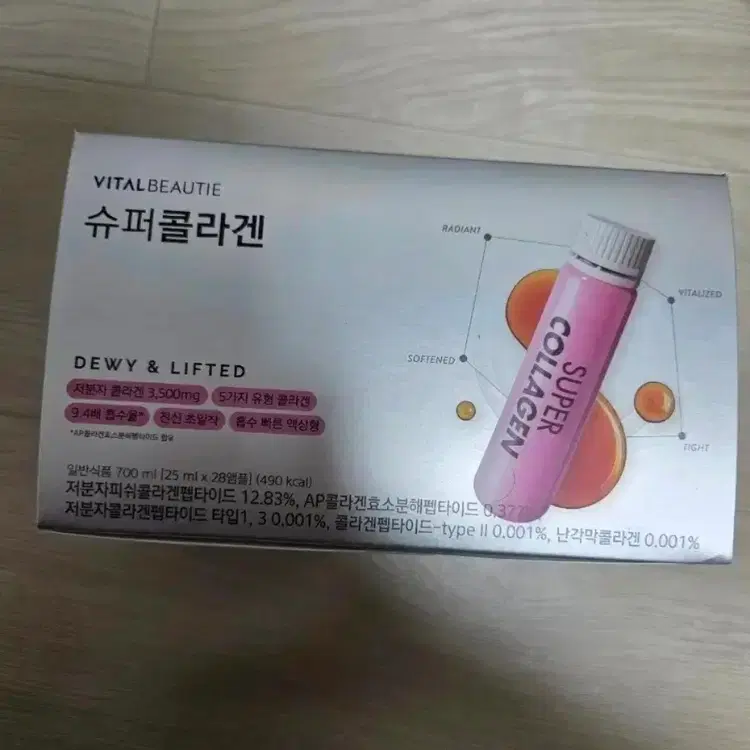 VITALBEAUTIE
슈퍼콜라겐
RADIANT
VITALIZED
SOFTENED
TIGHT
SUPER
COLLAGEN
DEWY & LIFTED
저분자 콜라겐 3,500mg 5가지 유형 콜라겐
9.4배 흡수율* 전신 초밀착 흡수 빠른 액상형
*AP콜라겐효소분해펩타이드 함유
일반식품 700 ml [25 ml x 28앰플] (490 kcal)
저분자피쉬콜라겐펩타이드 12.83%, AP콜라겐효소분해펩타이드 0.377%
저분자콜라겐펩타이드 타입1, 3 0.001%, 콜라겐펩타이드-type II 0.001%, 난각막콜라겐 0.001%